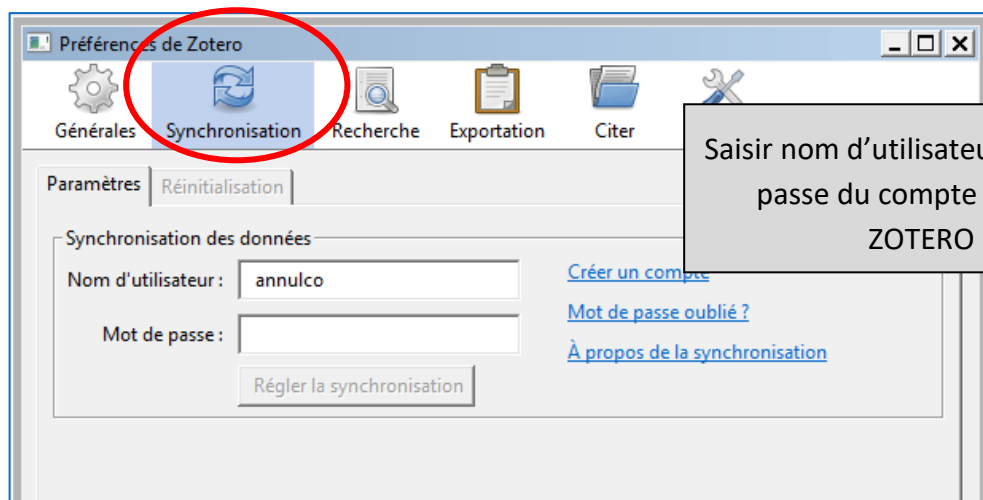 Préférences de Zotero
Générales Synchronisation Recherche Exportation Citer
Saisir nom d'utilisateu
passe du compte
ZOTERO
Paramètres Réinitialisation
Synchronisation des données
Nom d'utilisateur : annulco
Créer un compte
Mot de passe oublié ?
Mot de passe :
À propos de la synchronisation
Régler la synchronisation